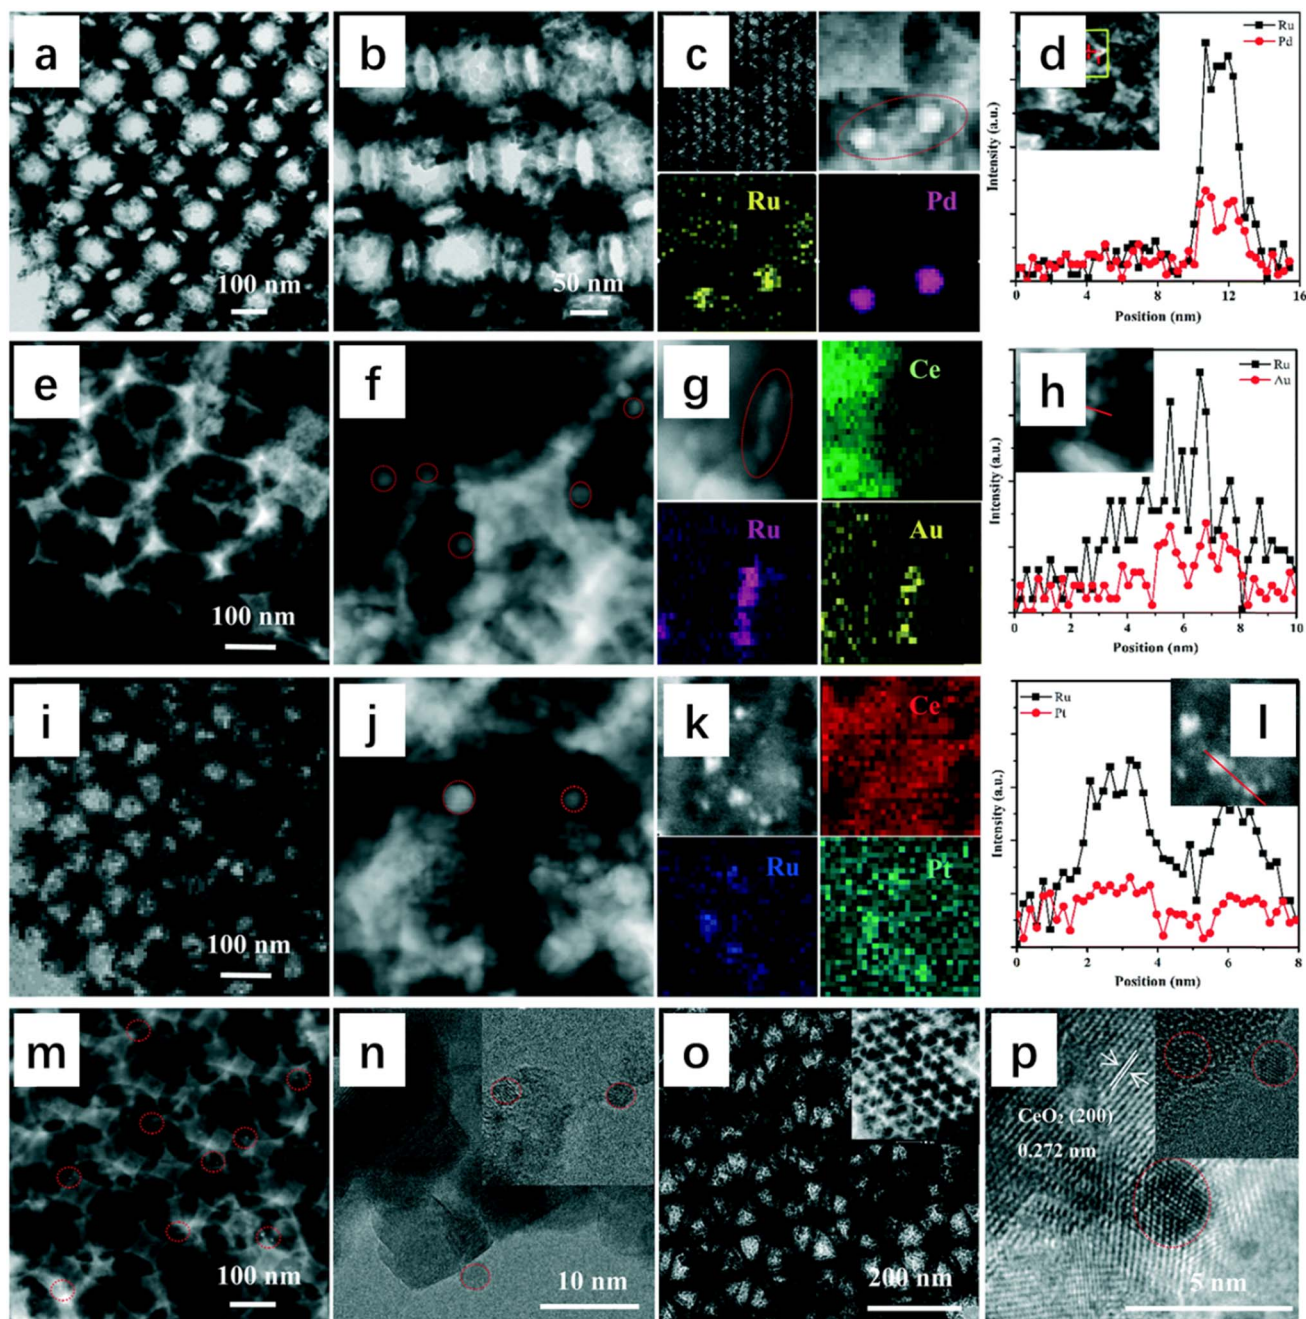 a
100 nm
b
50 nm
c
Ru
Pd
d
Ru
Pd
Intensity (a.u.)
0 4 8 12 16
Position (nm)
e
100 nm
f
g
Ce
Ru
Au
h
Ru
Au
Intensity (a.u.)
0 2 4 6 8 10
Position (nm)
i
100 nm
j
k
Ce
Ru
Pt
l
Ru
Pt
Intensity (a.u.)
0 2 4 6 8
Position (nm)
m
100 nm
n
10 nm
o
200 nm
p
CeO₂ (200)
0.272 nm
5 nm